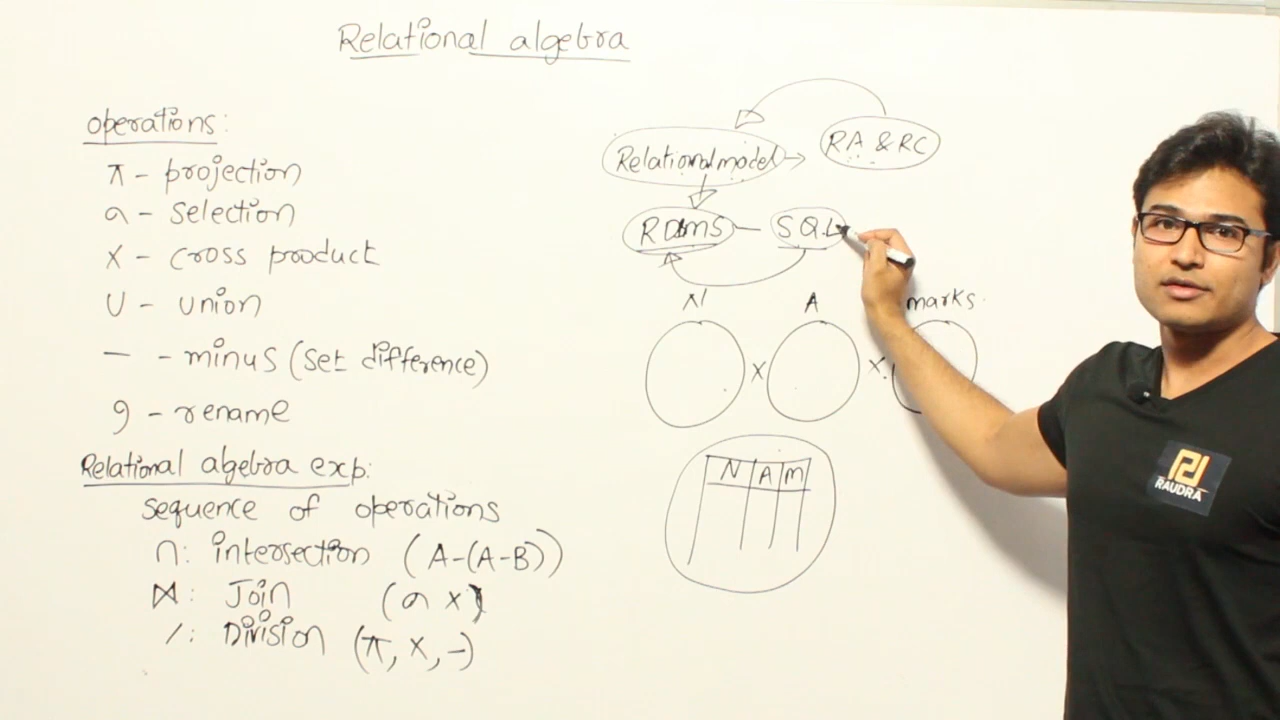 Relational algebra
operations:
π - projection
σ - selection
X - cross product
U - union
— - minus (set difference)
ρ - rename
Relational algebra exp:
sequence of operations
∩: intersection (A-(A-B))
⋈: Join (σ X)
/: Division (π, X, -)
Relational model → RA & RC
RDBMS — SQL
N A marks
X X
N A M
RAUDRA